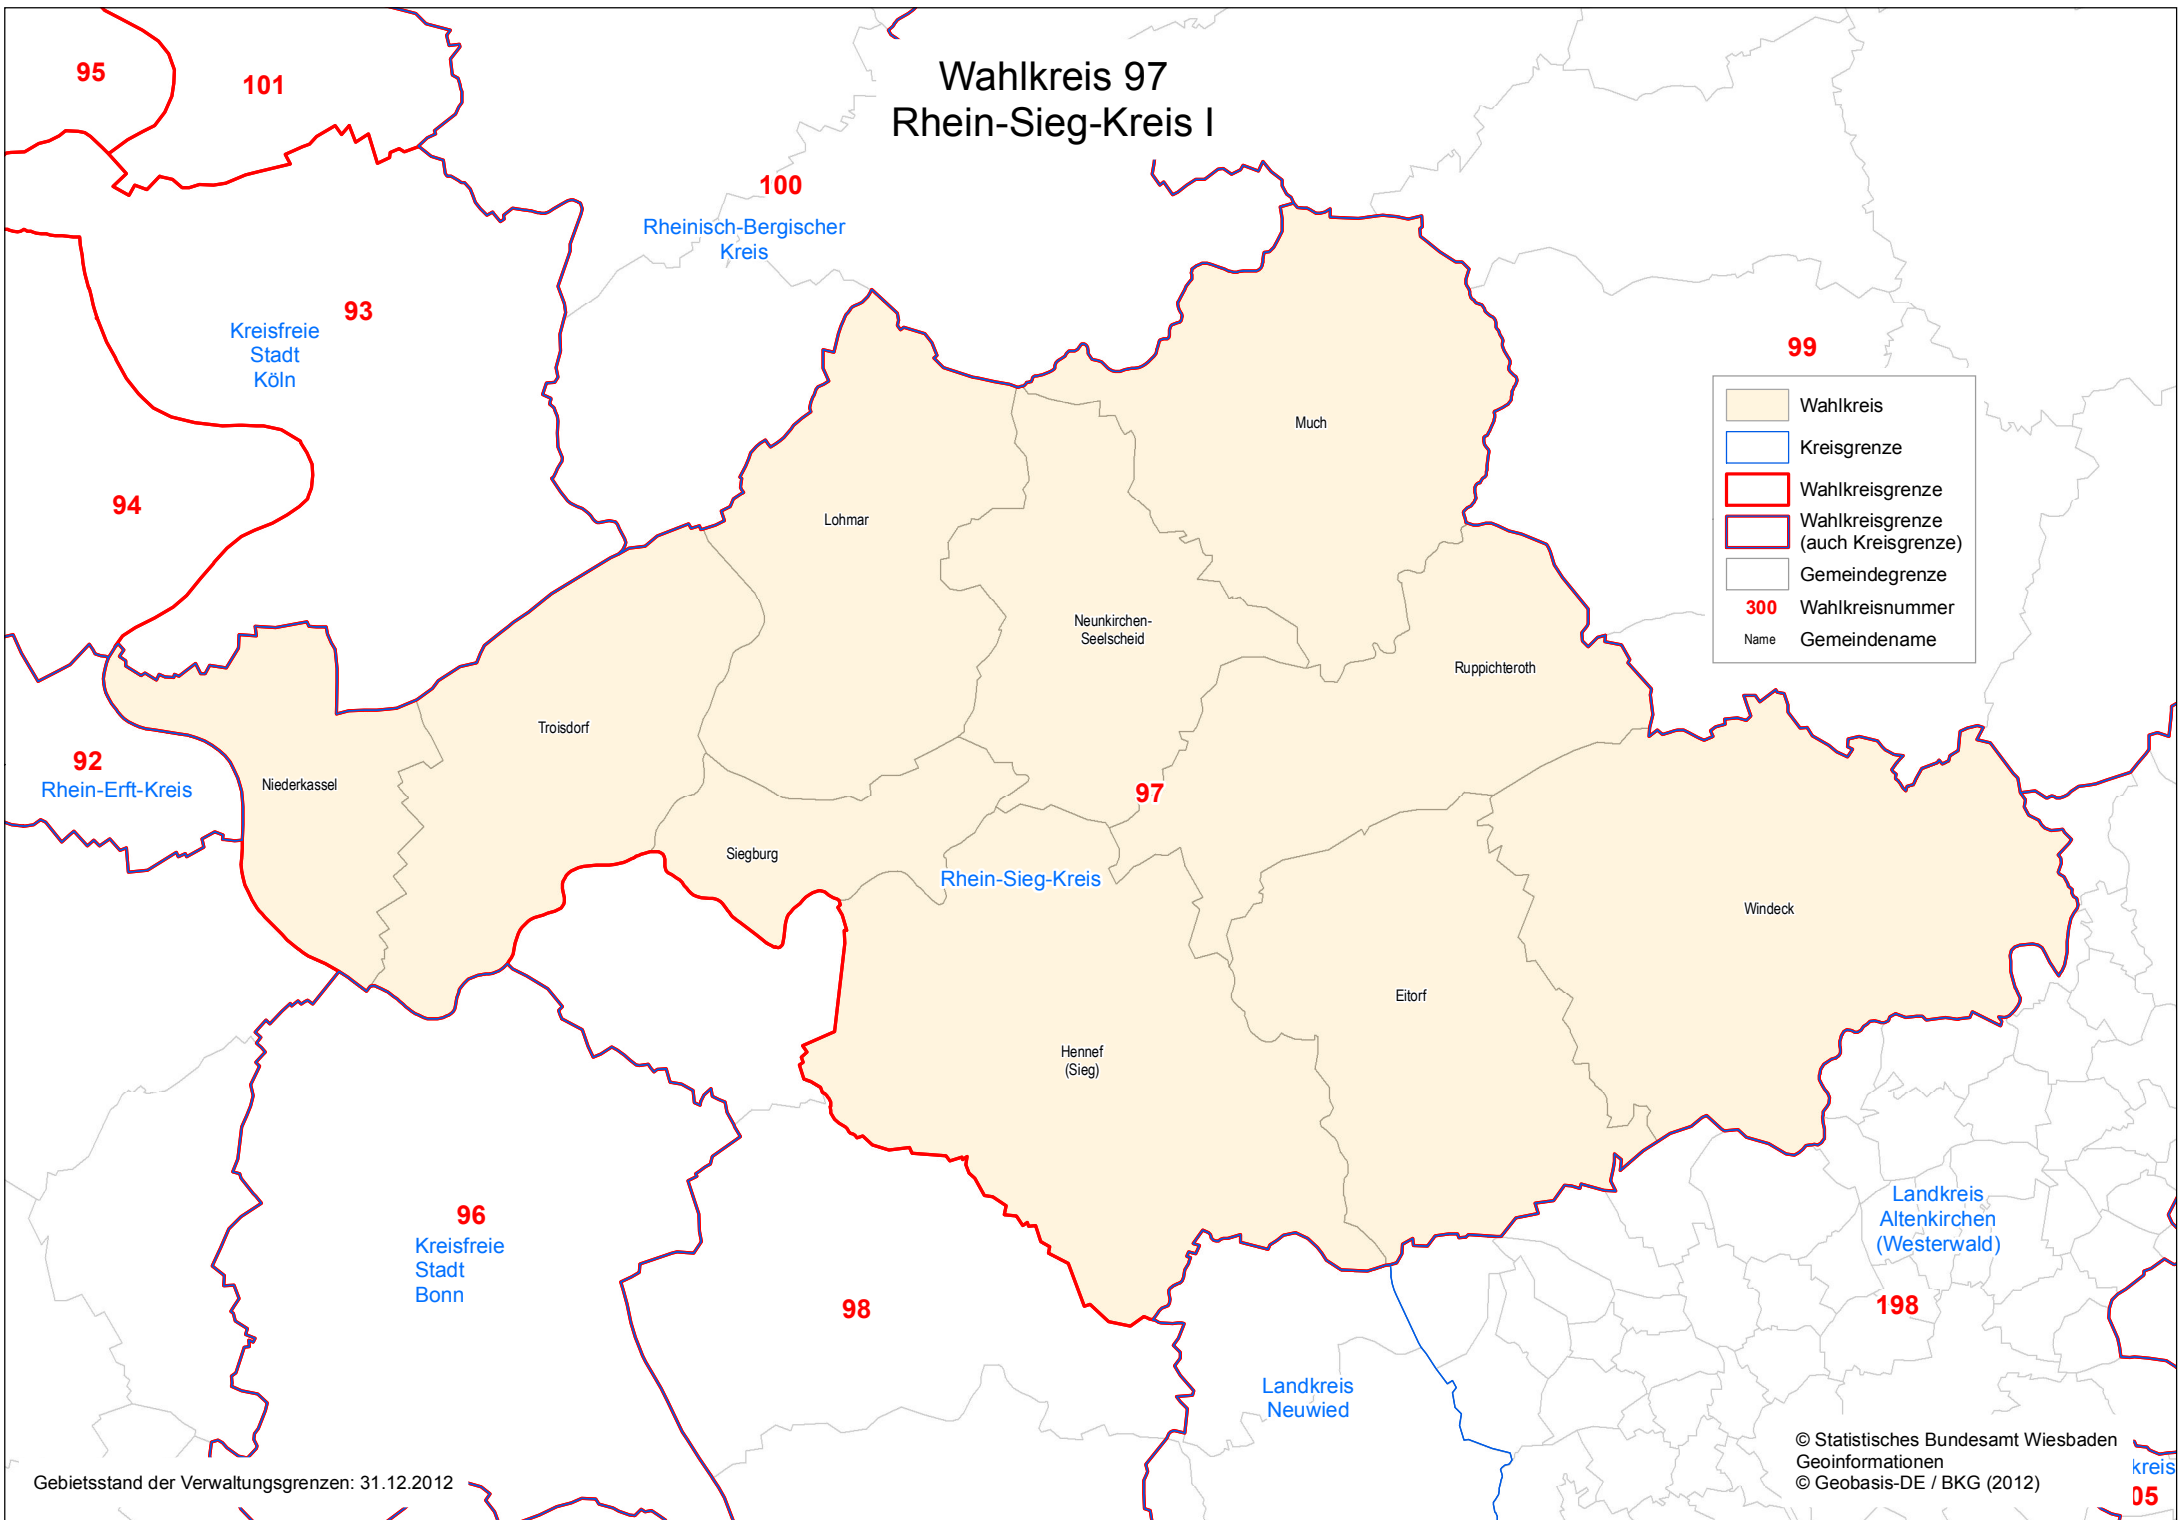 Wahlkreis 97
Rhein-Sieg-Kreis I
95
101
100
Rheinisch-Bergischer
Kreis
93
Kreisfreie
Stadt
Köln
99
94
Wahlkreis
Kreisgrenze
Wahlkreisgrenze
Wahlkreisgrenze
(auch Kreisgrenze)
Gemeindegrenze
300 Wahlkreisnummer
Name Gemeindename
Much
Lohmar
Neunkirchen-
Seelscheid
Ruppichteroth
Troisdorf
92
Rhein-Erft-Kreis
Niederkassel
97
Siegburg
Rhein-Sieg-Kreis
Windeck
Eitorf
Hennef
(Sieg)
96
Kreisfreie
Stadt
Bonn
98
Landkreis
Altenkirchen
(Westerwald)
198
Landkreis
Neuwied
© Statistisches Bundesamt Wiesbaden
Geoinformationen
© Geobasis-DE / BKG (2012)
kreis
05
Gebietsstand der Verwaltungsgrenzen: 31.12.2012